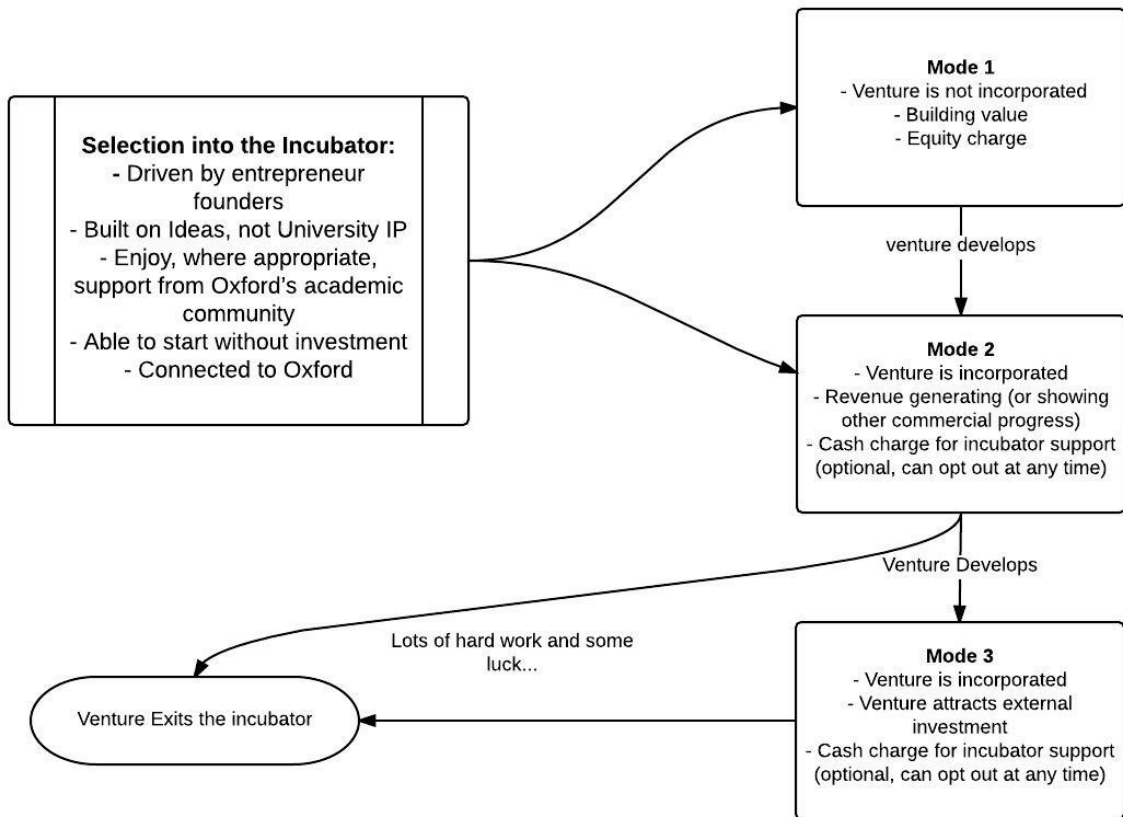 Selection into the Incubator:
- Driven by entrepreneur
founders
- Built on Ideas, not University IP
- Enjoy, where appropriate,
support from Oxford's academic
community
- Able to start without investment
- Connected to Oxford
Mode 1
- Venture is not incorporated
- Building value
- Equity charge
venture develops
Mode 2
- Venture is incorporated
- Revenue generating (or showing
other commercial progress)
- Cash charge for incubator support
(optional, can opt out at any time)
Venture Develops
Mode 3
- Venture is incorporated
- Venture attracts external
investment
- Cash charge for incubator support
(optional, can opt out at any time)
Lots of hard work and some
luck...
Venture Exits the incubator